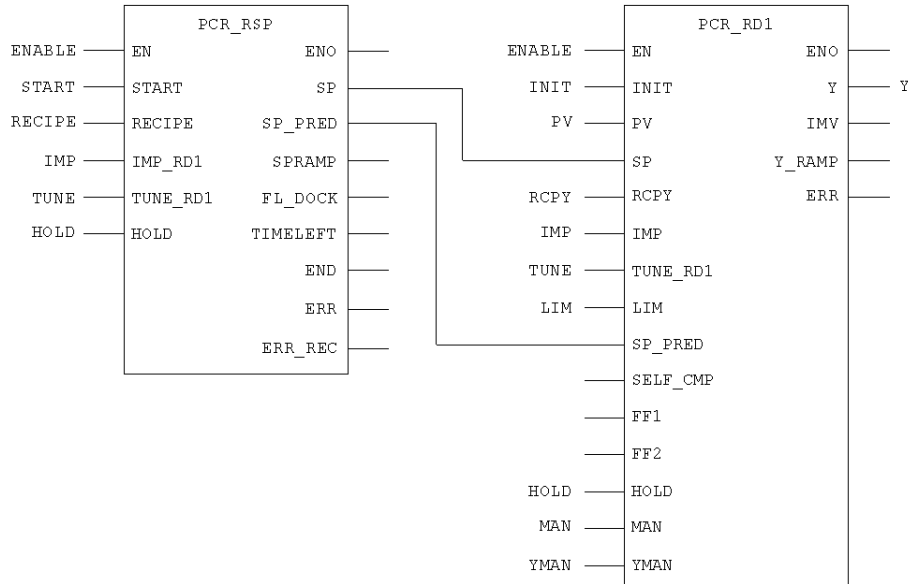 PCR_RSP PCR_RD1
ENABLE EN ENO ENABLE EN ENO
START START SP INIT INIT Y Y
RECIPE RECIPE SP_PRED PV PV IMV
IMP IMP_RD1 SPRAMP SP Y_RAMP
TUNE TUNE_RD1 FL_DOCK RCPY RCPY ERR
HOLD HOLD TIMELEFT IMP IMP
END TUNE TUNE_RD1
ERR LIM LIM
ERR_REC SP_PRED
SELF_CMP
FF1
FF2
HOLD HOLD
MAN MAN
YMAN YMAN